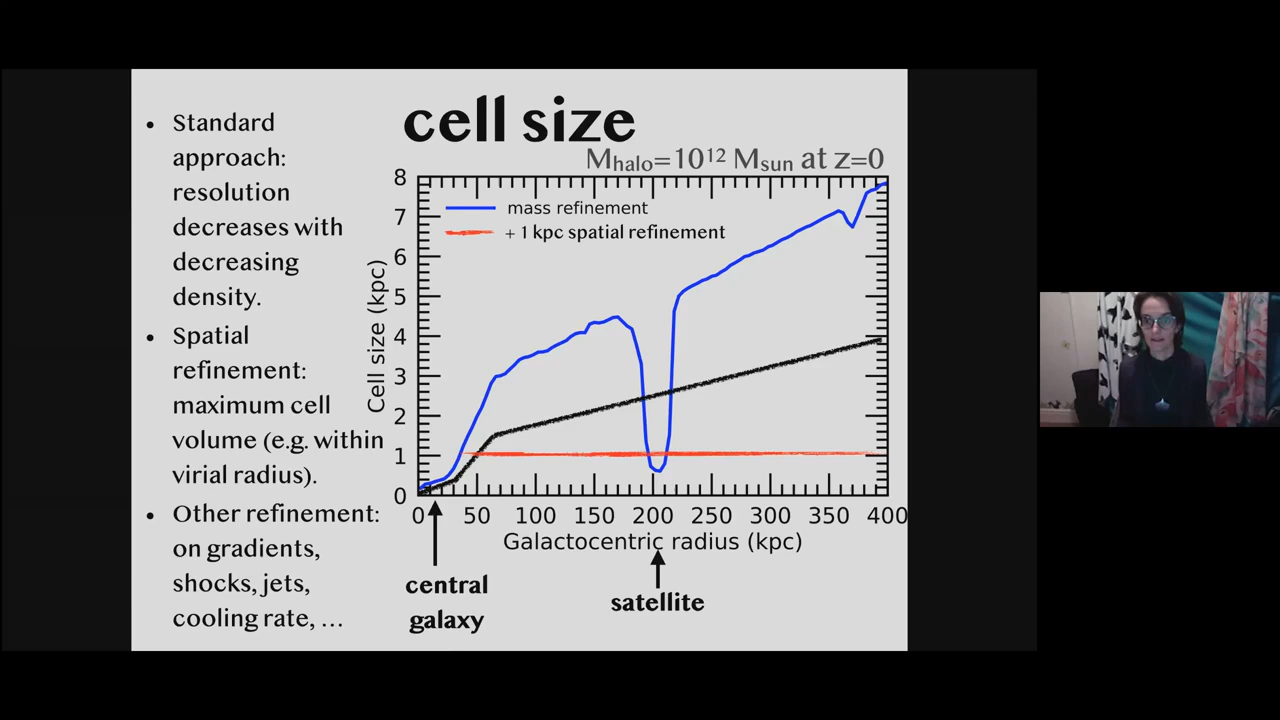 cell size
M_halo=10¹² M_sun at z=0
• Standard
approach:
resolution
decreases with
decreasing
density.
• Spatial
refinement:
maximum cell
volume (e.g. within
virial radius).
• Other refinement:
on gradients,
shocks, jets,
cooling rate, …
mass refinement
+ 1 kpc spatial refinement
Cell size (kpc)
8
7
6
5
4
3
2
1
0
0 50 100 150 200 250 300 350 400
Galactocentric radius (kpc)
central
galaxy
satellite